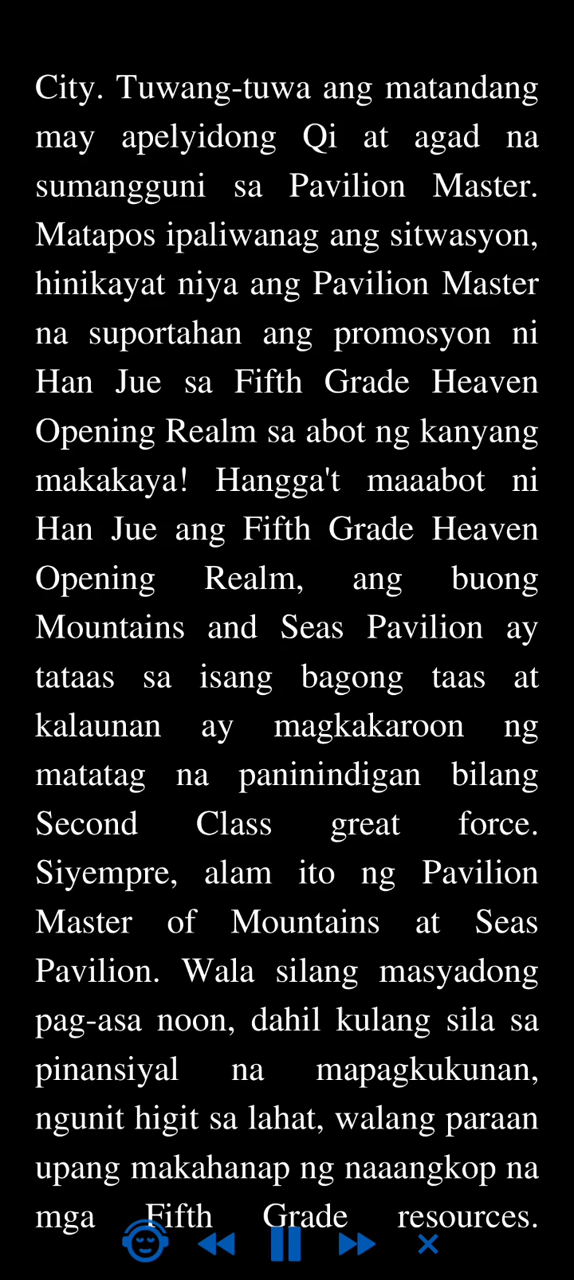 City. Tuwang-tuwa ang matandang
may apelyidong Qi at agad na
sumangguni sa Pavilion Master.
Matapos ipaliwanag ang sitwasyon,
hinikayat niya ang Pavilion Master
na suportahan ang promosyon ni
Han Jue sa Fifth Grade Heaven
Opening Realm sa abot ng kanyang
makakaya! Hangga't maaabot ni
Han Jue ang Fifth Grade Heaven
Opening Realm, ang buong
Mountains and Seas Pavilion ay
tataas sa isang bagong taas at
kalaunan ay magkakaroon ng
matatag na paninindigan bilang
Second Class great force.
Siyempre, alam ito ng Pavilion
Master of Mountains at Seas
Pavilion. Wala silang masyadong
pag-asa noon, dahil kulang sila sa
pinansiyal na mapagkukunan,
ngunit higit sa lahat, walang paraan
upang makahanap ng naaangkop na
mga Fifth Grade resources.